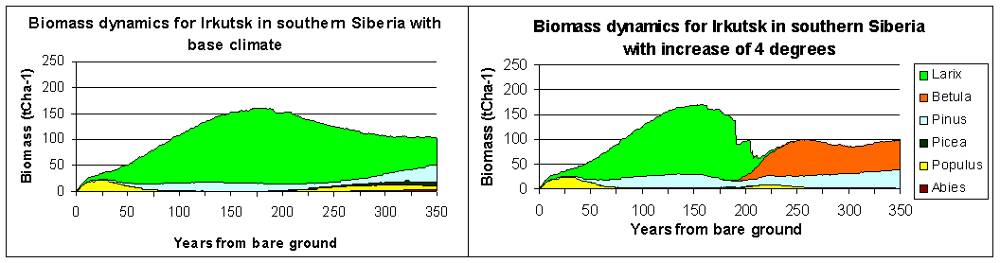 Biomass dynamics for Irkutsk in southern Siberia with
base climate
Biomass (tCha-1)
250
200
150
100
50
0
0 50 100 150 200 250 300 350
Years from bare ground
Biomass dynamics for Irkutsk in southern Siberia
with increase of 4 degrees
Biomass (tCha-1)
250
200
150
100
50
0
0 50 100 150 200 250 300 350
Years from bare ground
Larix
Betula
Pinus
Picea
Populus
Abies